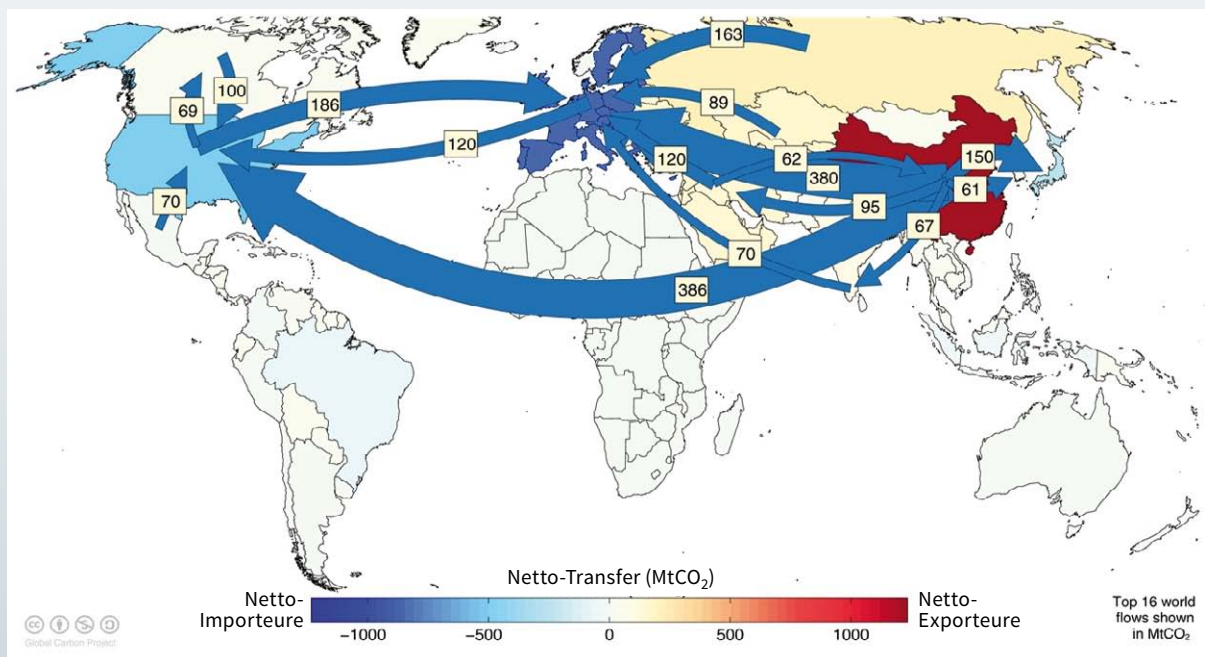 163
100
186
89
69
120
120
62
150
380
61
70
95
67
70
386
Netto-Transfer (MtCO₂)
Netto-
Importeure
Netto-
Exporteure
−1000
−500
0
500
1000
Top 16 world
flows shown
in MtCO₂
cc
Global Carbon Project